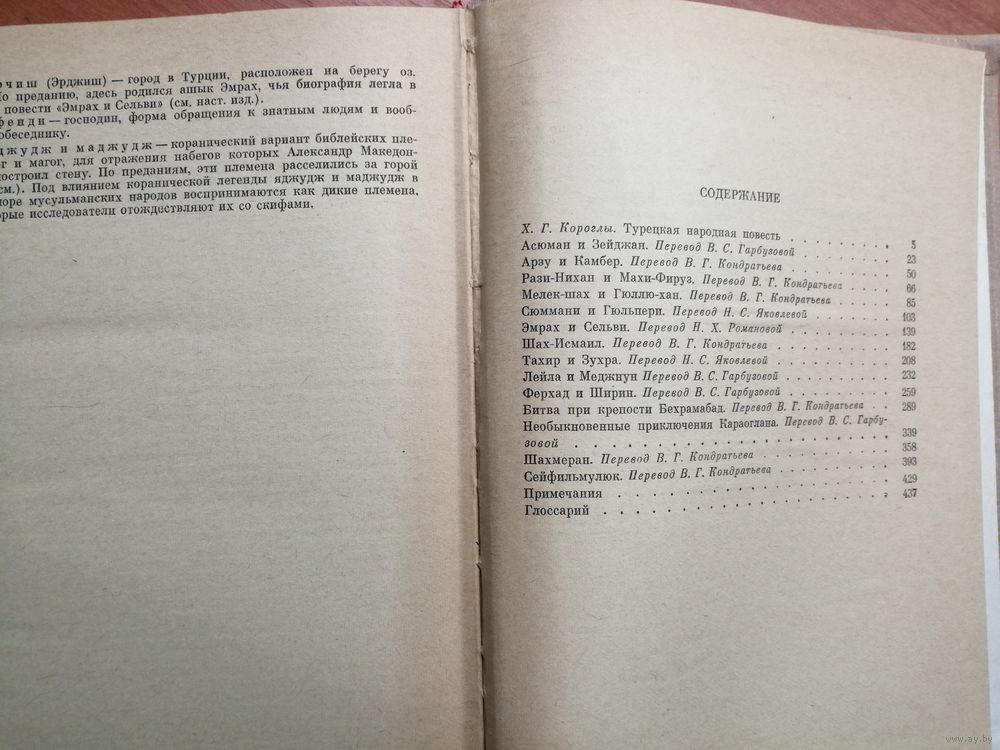 рчиш (Эрджиш) — город в Турции, расположен на берегу оз.
По преданию, здесь родился ашык Эмрах, чья биография легла в
повести «Эмрах и Сельви» (см. наст. изд.).
фенди — господин, форма обращения к знатным людям и вооб-
обеседнику.
джудж и маджудж — коранический вариант библейских пле-
г и магог, для отражения набегов которых Александр Македон-
построил стену. По преданиям, эти племена расселились за горой
см.). Под влиянием коранической легенды яджудж и маджудж в
оре мусульманских народов воспринимаются как дикие племена,
орые исследователи отождествляют их со скифами.
СОДЕРЖАНИЕ
Х. Г. Короглы. Турецкая народная повесть . . . . . . . . 5
Асюман и Зейджан. Перевод В. С. Гарбузовой . . . . . . . 23
Арзу и Камбер. Перевод В. Г. Кондратьева . . . . . . . . 50
Рази-Нихан и Махи-Фируз. Перевод В. Г. Кондратьева . . . . 66
Мелек-шах и Гюллю-хан. Перевод В. Г. Кондратьева . . . . . 85
Сюммани и Гюльпери. Перевод Н. С. Яковлевой . . . . . . 103
Эмрах и Сельви. Перевод Н. Х. Романовой . . . . . . . . 139
Шах-Исмаил. Перевод В. Г. Кондратьева . . . . . . . . . 182
Тахир и Зухра. Перевод Н. С. Яковлевой . . . . . . . . . 208
Лейла и Меджнун Перевод В. С. Гарбузовой . . . . . . . . 232
Ферхад и Ширин. Перевод В. С. Гарбузовой . . . . . . . . 259
Битва при крепости Бехрамабад. Перевод В. Г. Кондратьева . . 289
Необыкновенные приключения Караоглана. Перевод В. С. Гарбу-
зовой . . . . . . . . . . . . . . . . . 339
Шахмеран. Перевод В. Г. Кондратьева . . . . . . . . . 358
Сейфильмулюк. Перевод В. Г. Кондратьева . . . . . . . 393
Примечания . . . . . . . . . . . . . . . 429
Глоссарий . . . . . . . . . . . . . . . . 437
www.ay.by